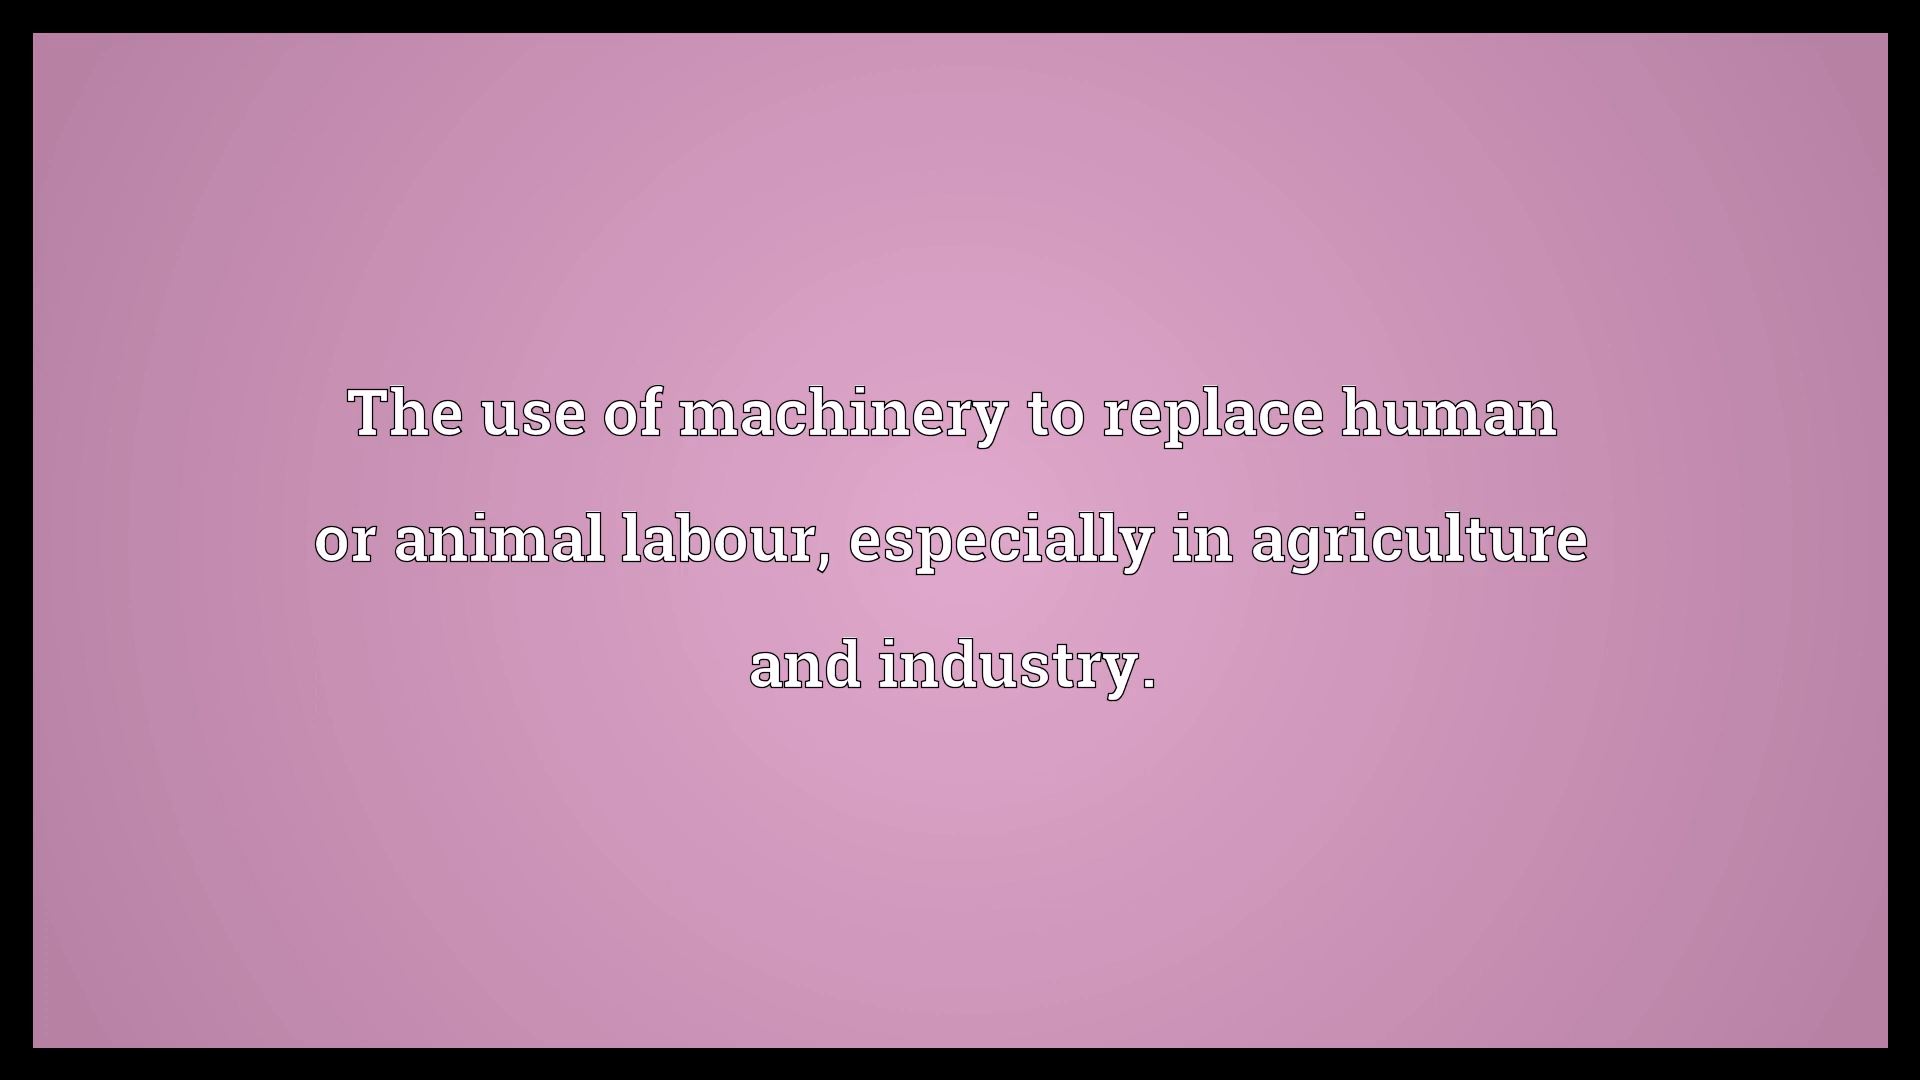 The use of machinery to replace human
or animal labour, especially in agriculture
and industry.